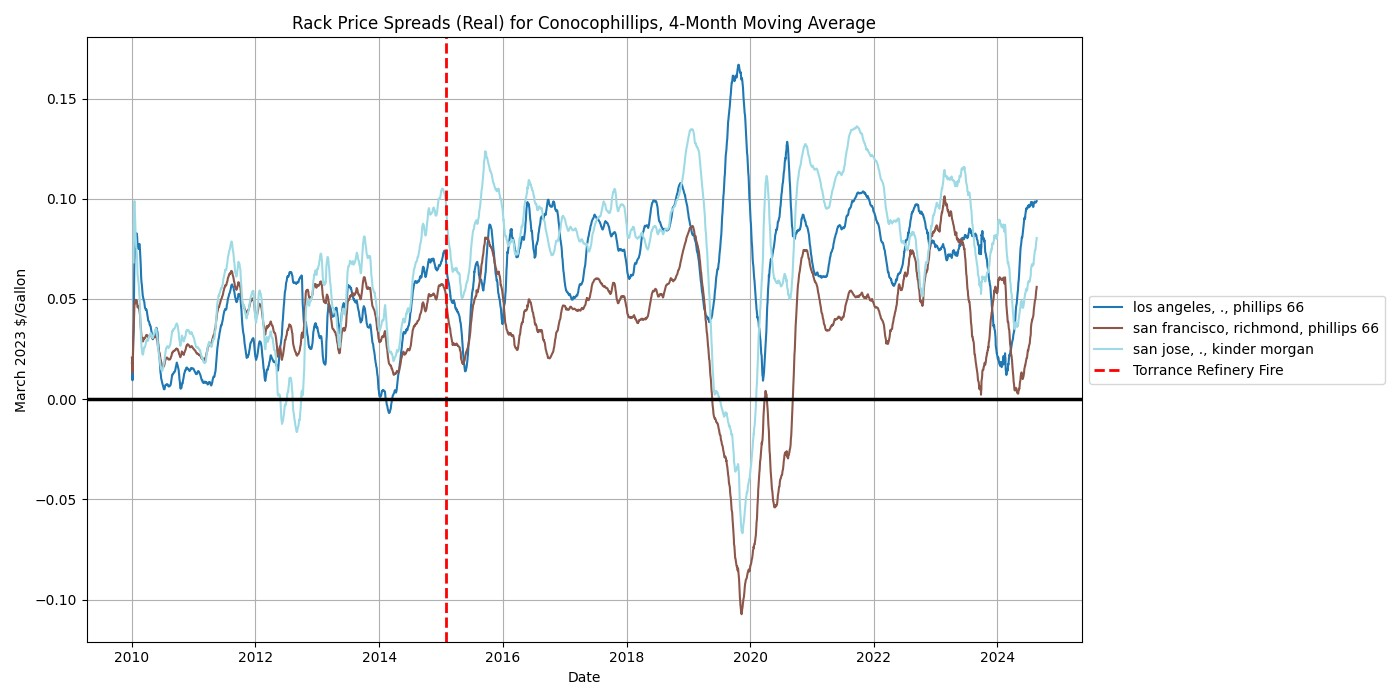 Rack Price Spreads (Real) for Conocophillips, 4-Month Moving Average
March 2023 $/Gallon
0.15
0.10
0.05
0.00
−0.05
−0.10
2010
2012
2014
2016
2018
2020
2022
2024
Date
los angeles, ., phillips 66
san francisco, richmond, phillips 66
san jose, ., kinder morgan
Torrance Refinery Fire